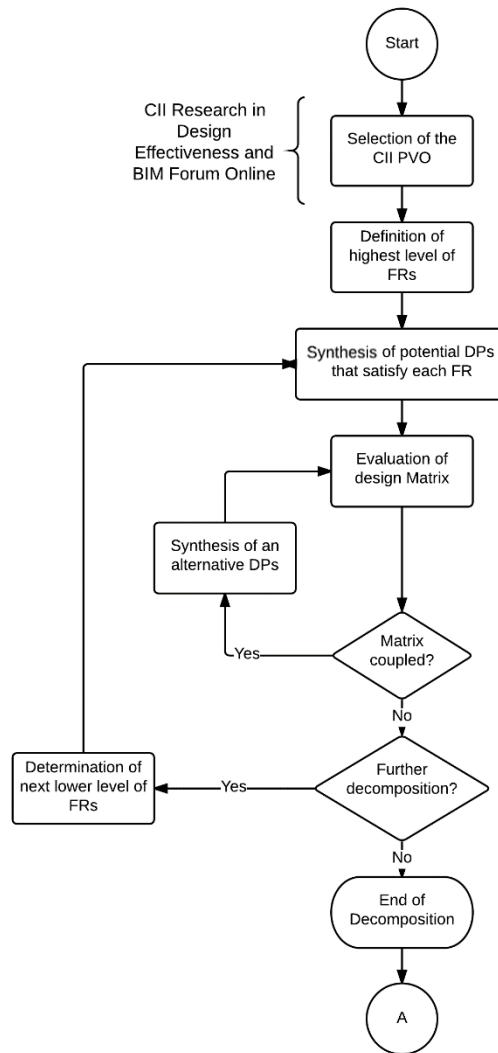 Start
CII Research in
Design
Effectiveness and
BIM Forum Online
Selection of the
CII PVO
Definition of
highest level of
FRs
Synthesis of potential DPs
that satisfy each FR
Evaluation of
design Matrix
Synthesis of an
alternative DPs
Matrix
coupled?
Yes
No
Further
decomposition?
Yes
Determination of
next lower level of
FRs
No
End of
Decomposition
A